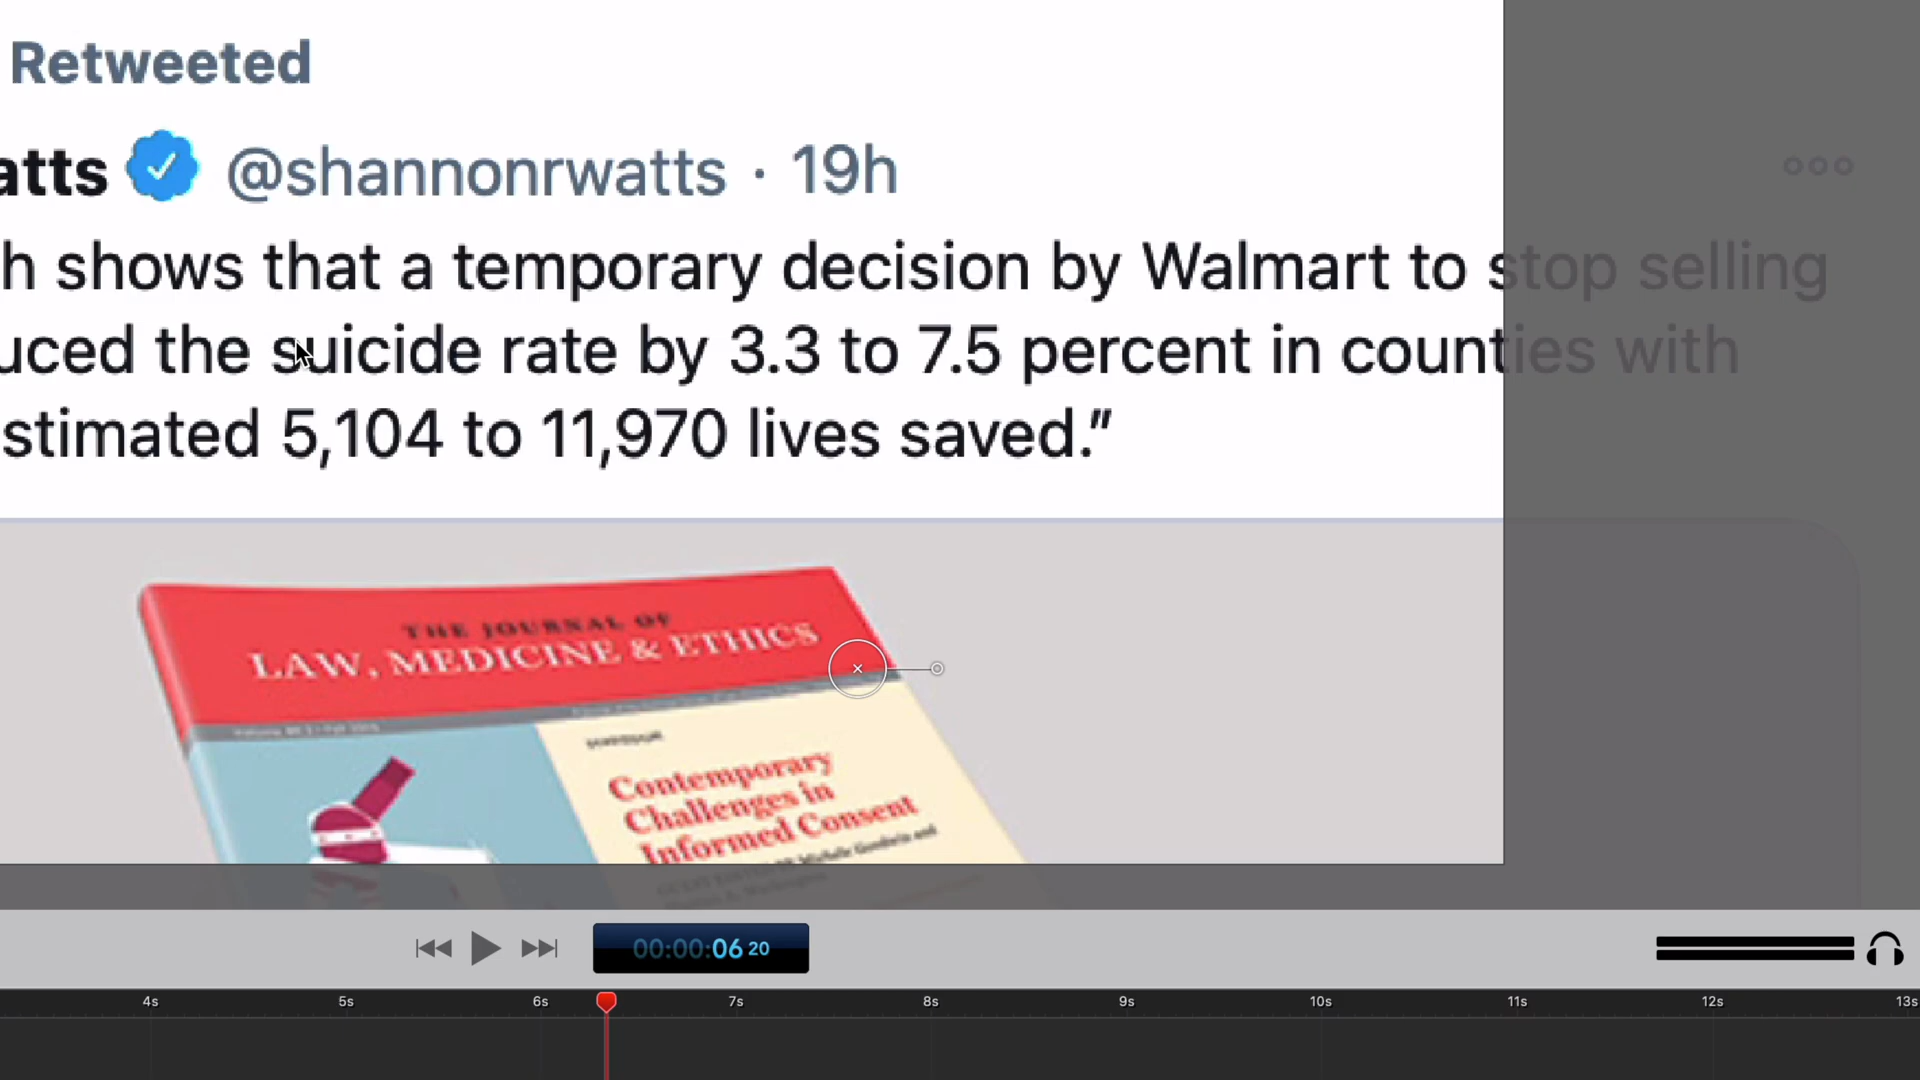 Retweeted
atts @shannonrwatts · 19h
h shows that a temporary decision by Walmart to stop selling
uced the suicide rate by 3.3 to 7.5 percent in counties with
stimated 5,104 to 11,970 lives saved.”
THE JOURNAL OF
LAW, MEDICINE & ETHICS
SYMPOSIUM
Contemporary
Challenges in
Informed Consent
00:00:06 20
4s 5s 6s 7s 8s 9s 10s 11s 12s 13s